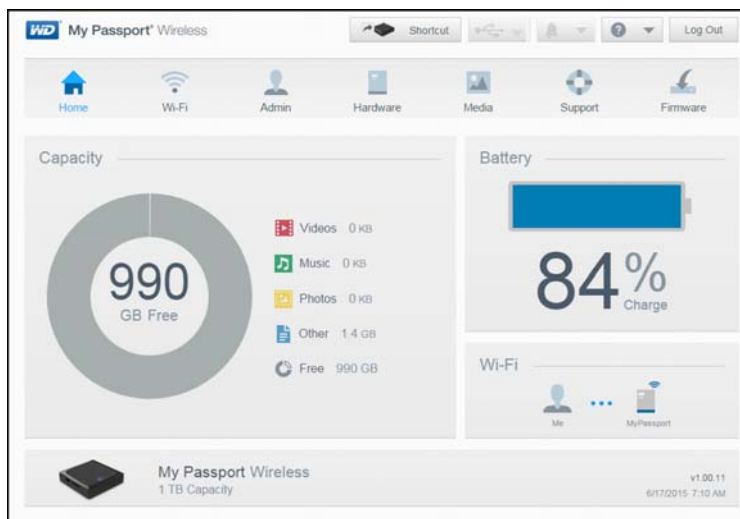 WD My Passport® Wireless
Shortcut
Log Out
Home
Wi-Fi
Admin
Hardware
Media
Support
Firmware
Capacity
990
GB Free
Videos 0 KB
Music 0 KB
Photos 0 KB
Other 1.4 GB
Free 990 GB
Battery
84%
Charge
Wi-Fi
Me
MyPassport
My Passport Wireless
1 TB Capacity
v1.00.11
6/17/2015 7:10 AM